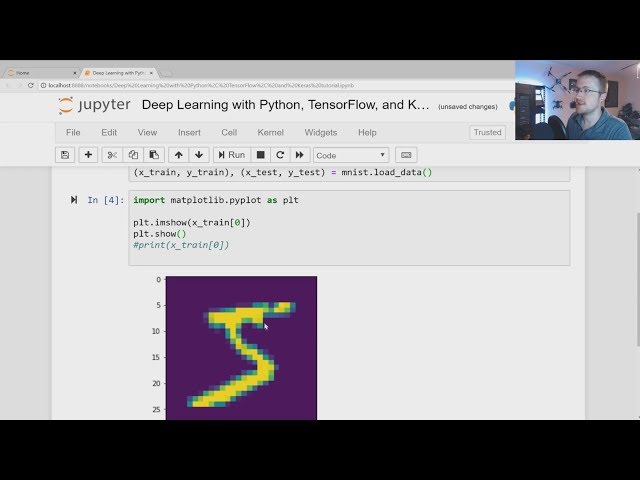 Home
Deep Learning with Pyth
localhost:8888/notebooks/Deep%20Learning%20with%20Python%2C%20TensorFlow%2C%20and%20Keras%20tutorial.ipynb
jupyter Deep Learning with Python, TensorFlow, and K... (unsaved changes)
File Edit View Insert Cell Kernel Widgets Help Trusted
Run Code
(x_train, y_train), (x_test, y_test) = mnist.load_data()
In [4]: import matplotlib.pyplot as plt
plt.imshow(x_train[0])
plt.show()
#print(x_train[0])
0
5
10
15
20
25